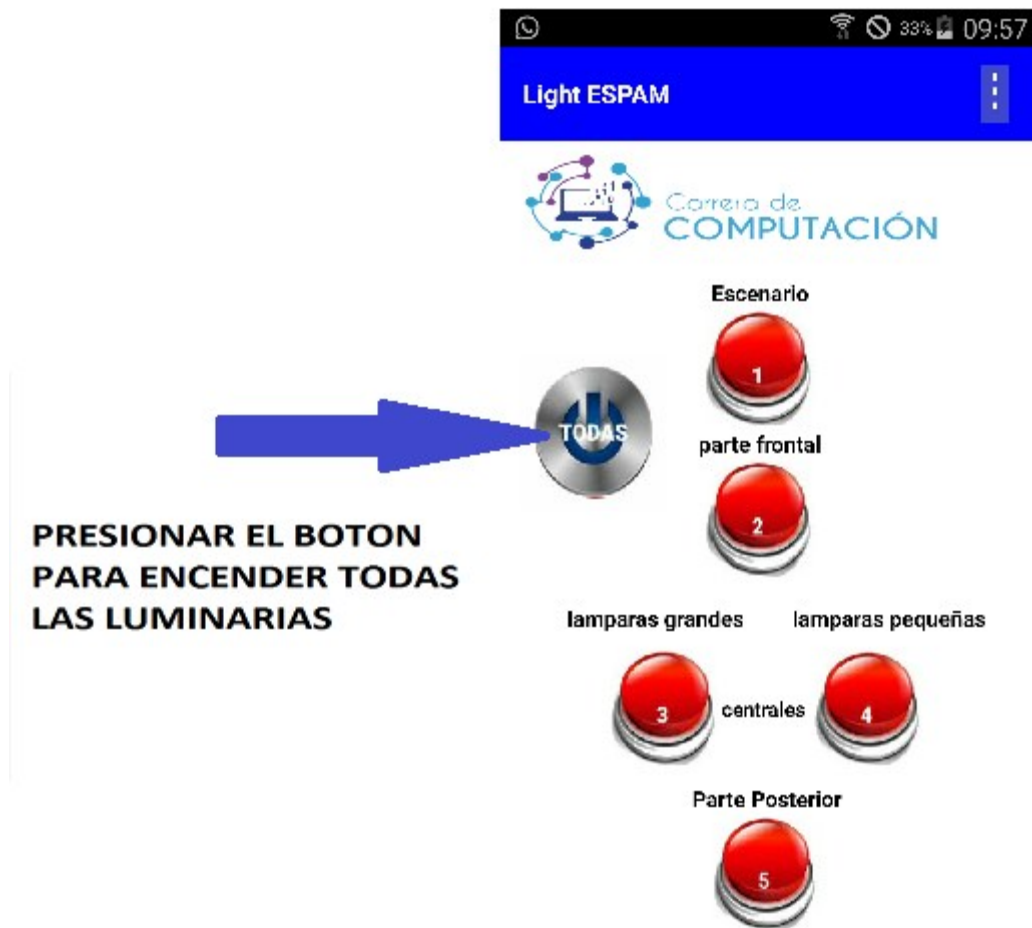 33% 09:57
Light ESPAM
Carrera de
COMPUTACIÓN
Escenario
1
TODAS
parte frontal
2
PRESIONAR EL BOTON
PARA ENCENDER TODAS
LAS LUMINARIAS
lamparas grandes lamparas pequeñas
3 centrales 4
Parte Posterior
5